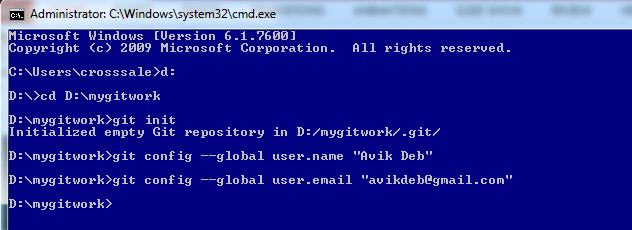 Administrator: C:\Windows\system32\cmd.exe
Microsoft Windows [Version 6.1.7600]
Copyright (c) 2009 Microsoft Corporation.  All rights reserved.
C:\Users\crosssale>d:
D:\>cd D:\mygitwork
D:\mygitwork>git init
Initialized empty Git repository in D:/mygitwork/.git/
D:\mygitwork>git config --global user.name "Avik Deb"
D:\mygitwork>git config --global user.email "avikdeb@gmail.com"
D:\mygitwork>